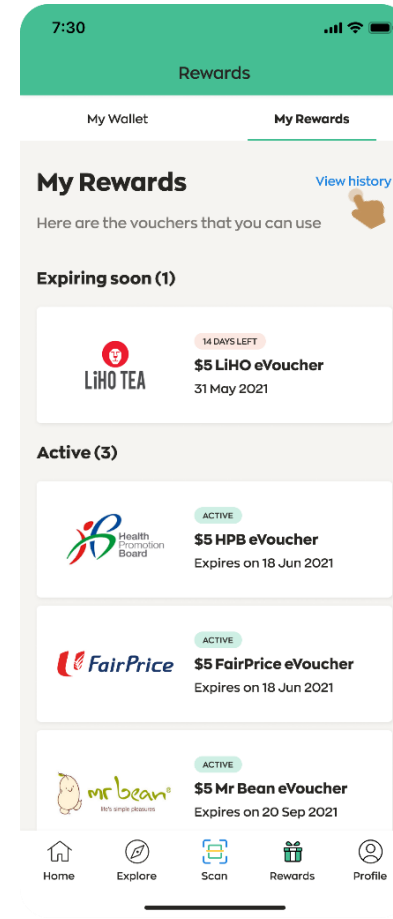 7:30
Rewards
My Wallet
My Rewards
My Rewards
View history
Here are the vouchers that you can use
Expiring soon (1)
LiHO TEA
14 DAYS LEFT
$5 LiHO eVoucher
31 May 2021
Active (3)
Health
Promotion
Board
ACTIVE
$5 HPB eVoucher
Expires on 18 Jun 2021
FairPrice
ACTIVE
$5 FairPrice eVoucher
Expires on 18 Jun 2021
mr bean®
life's simple pleasures
ACTIVE
$5 Mr Bean eVoucher
Expires on 20 Sep 2021
Home
Explore
Scan
Rewards
Profile